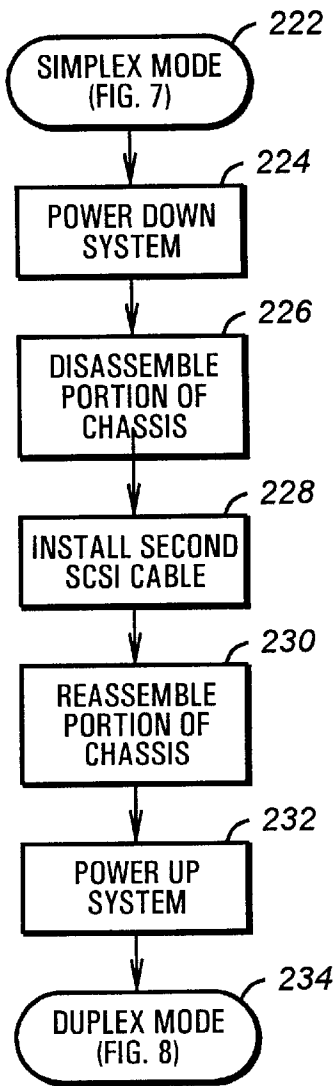 222
SIMPLEX MODE
(FIG. 7)
224
POWER DOWN
SYSTEM
226
DISASSEMBLE
PORTION OF
CHASSIS
228
INSTALL SECOND
SCSI CABLE
230
REASSEMBLE
PORTION OF
CHASSIS
232
POWER UP
SYSTEM
234
DUPLEX MODE
(FIG. 8)